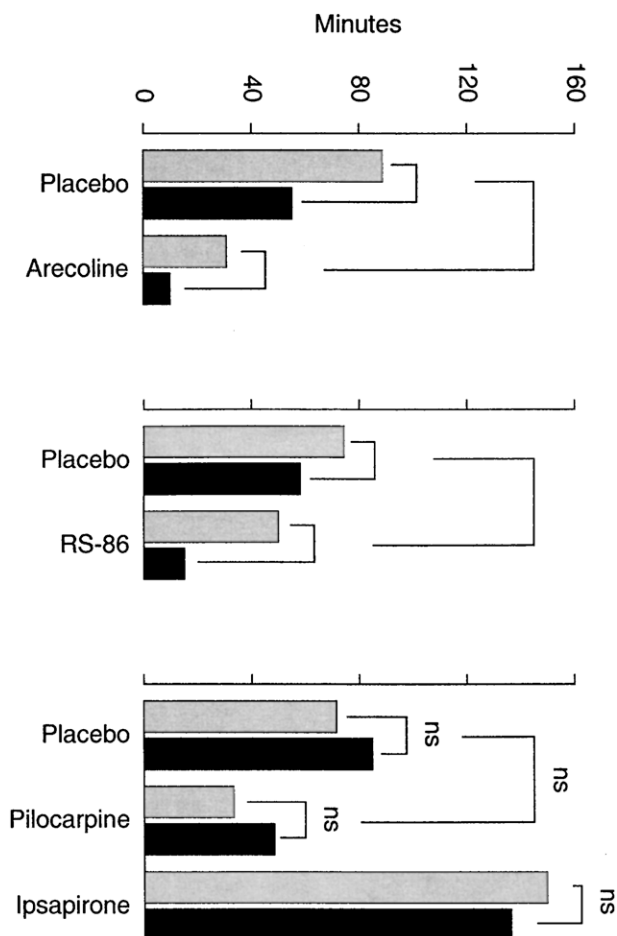 Minutes
0 40 80 120 160
Placebo
Arecoline
Placebo
RS-86
Placebo
ns
ns
Pilocarpine
ns
Ipsapirone
ns